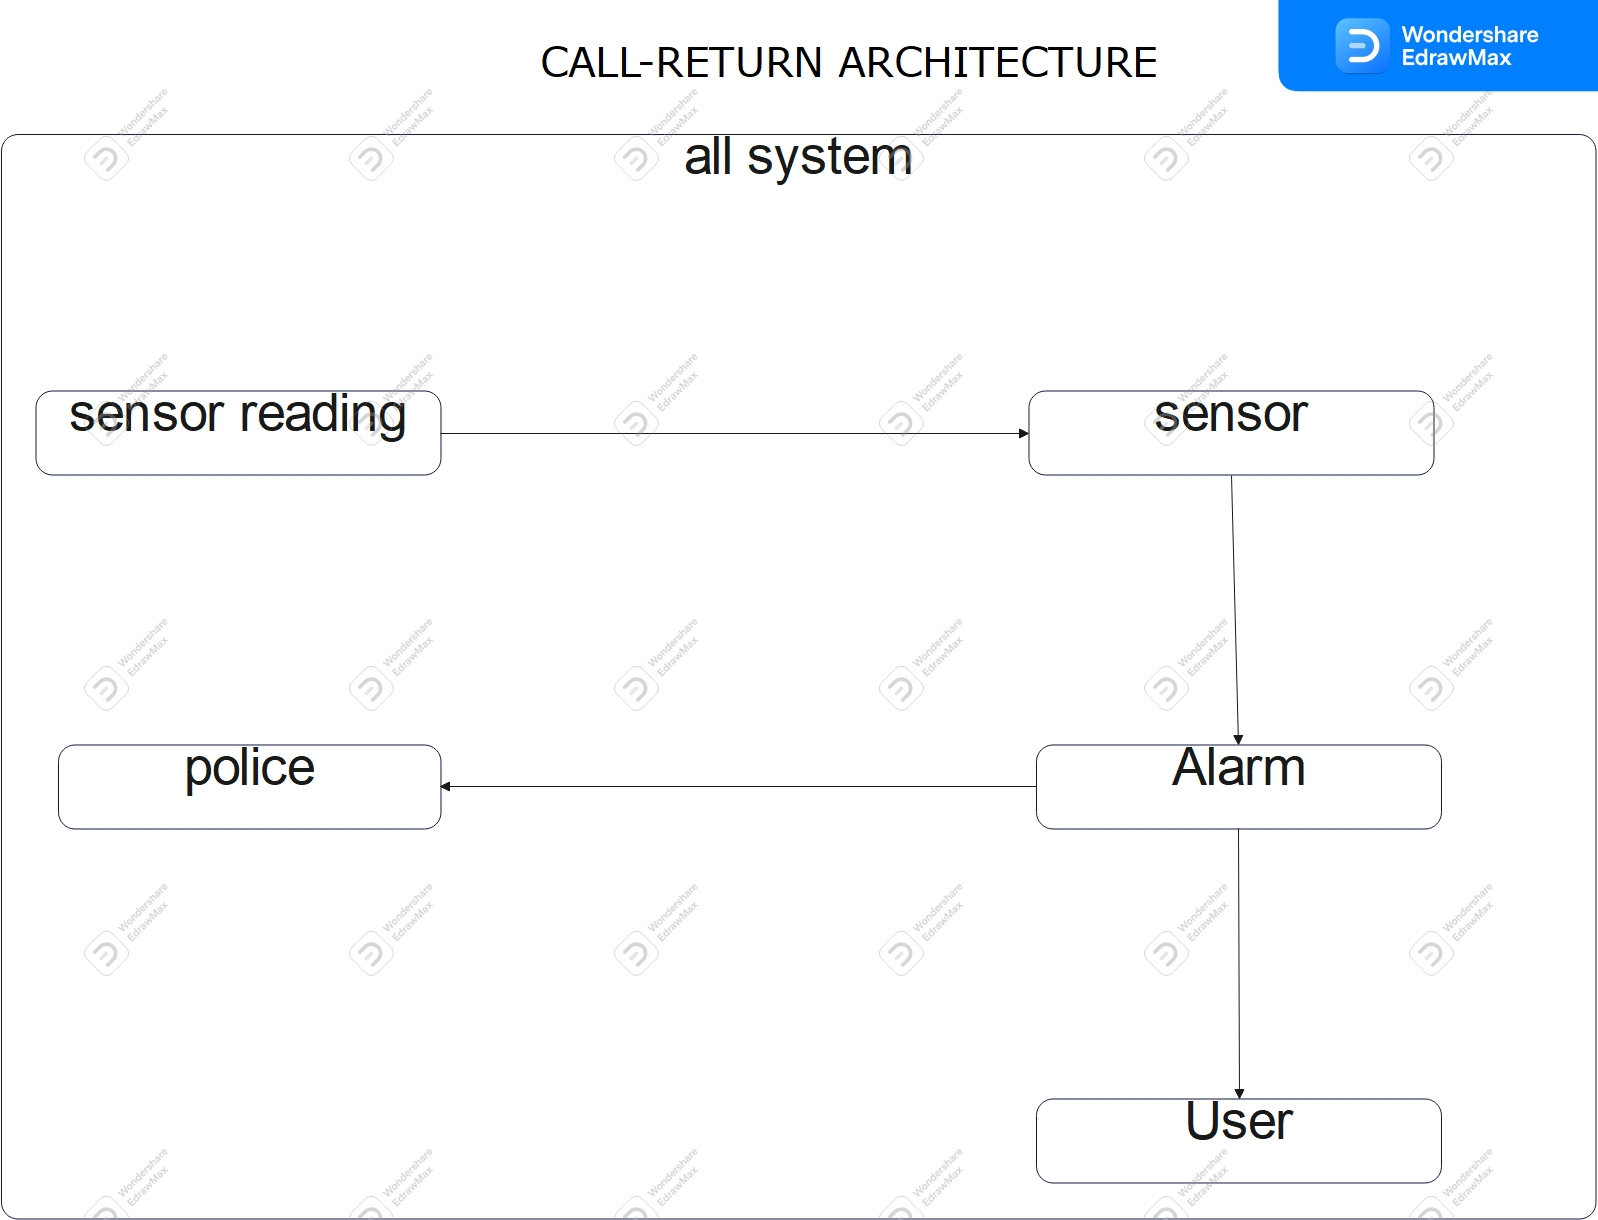 CALL-RETURN ARCHITECTURE
Wondershare
EdrawMax
all system
sensor reading
sensor
police
Alarm
User